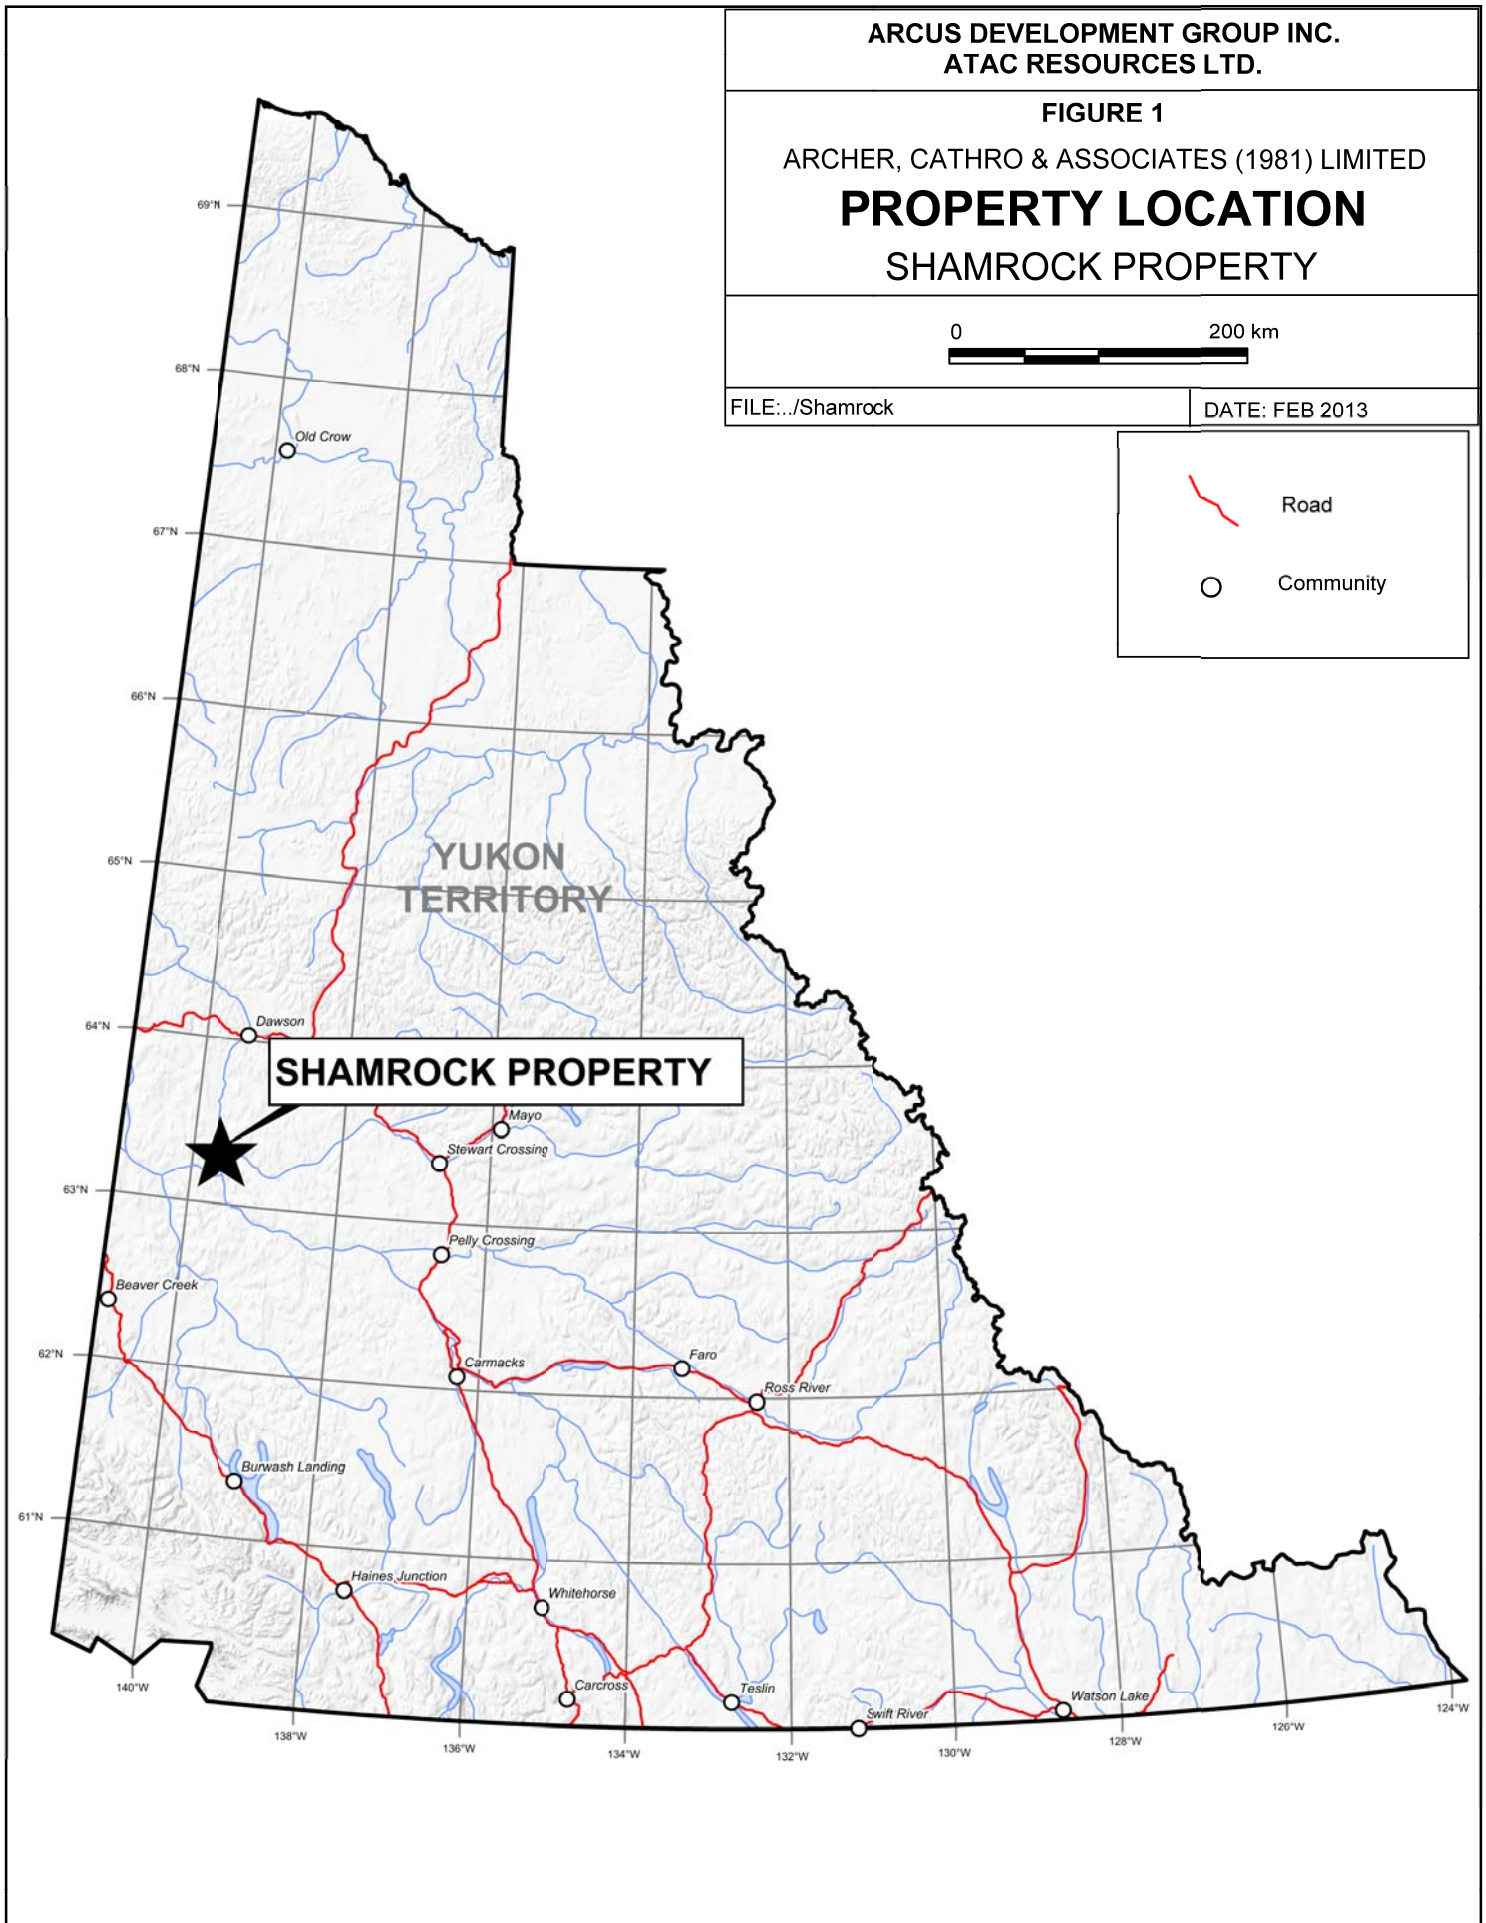 ARCUS DEVELOPMENT GROUP INC.
ATAC RESOURCES LTD.
FIGURE 1
ARCHER, CATHRO & ASSOCIATES (1981) LIMITED
PROPERTY LOCATION
SHAMROCK PROPERTY
0 200 km
FILE:../Shamrock DATE: FEB 2013
Road
Community
69°N
68°N
Old Crow
67°N
66°N
65°N
YUKON
TERRITORY
64°N
Dawson
SHAMROCK PROPERTY
Mayo
Stewart Crossing
63°N
Pelly Crossing
Beaver Creek
62°N
Carmacks
Faro
Ross River
Burwash Landing
61°N
Haines Junction
Whitehorse
Carcross
Teslin
Swift River
Watson Lake
140°W
138°W
136°W
134°W
132°W
130°W
128°W
126°W
124°W